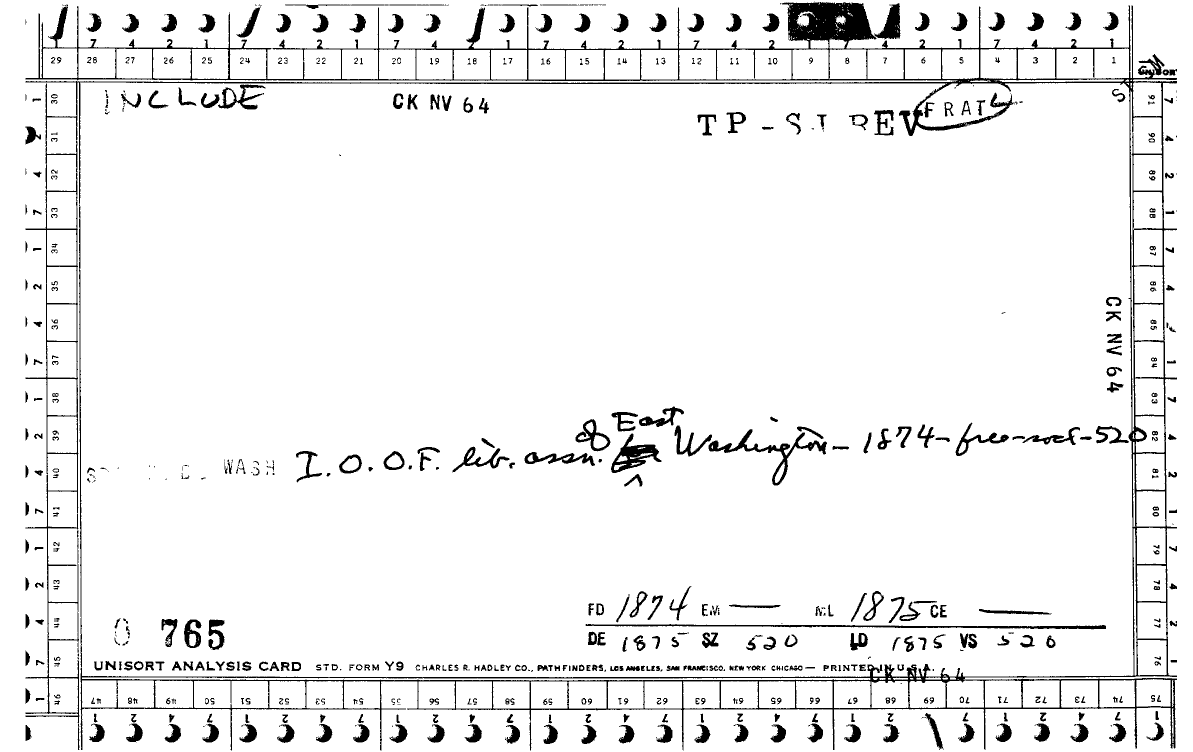 7 4 2 1 7 4 2 1 7 4 2 1 7 4 2 1 7 4 2 1 7 4 2 1
29 28 27 26 25 24 23 22 21 20 19 18 17 16 15 14 13 12 11 10 9 8 7 6 5 4 3 2 1
INCLUDE CK NV 64
TP-SJ REV FRAT L
East
I.O.O.F. lib. assn. of Washington-1874-free-socl-520
WASH
CK NV 64
FD 1874 EM — ML 1875 CE —
0 765
DE 1875 SZ 520 LD 1875 VS 520
UNISORT ANALYSIS CARD STD. FORM Y9 CHARLES R. HADLEY CO., PATHFINDERS, LOS ANGELES, SAN FRANCISCO, NEW YORK CHICAGO — PRINTED IN U.S.A.
CK NV 64
30 31 32 33 34 35 36 37 38 39 40 41 42 43 44 45 46
47 48 49 50 51 52 53 54 55 56 57 58 59 60 61 62 63 64 65 66 67 68 69 70 71 72 73 74 75
91 90 89 88 87 86 85 84 83 82 81 80 79 78 77 76